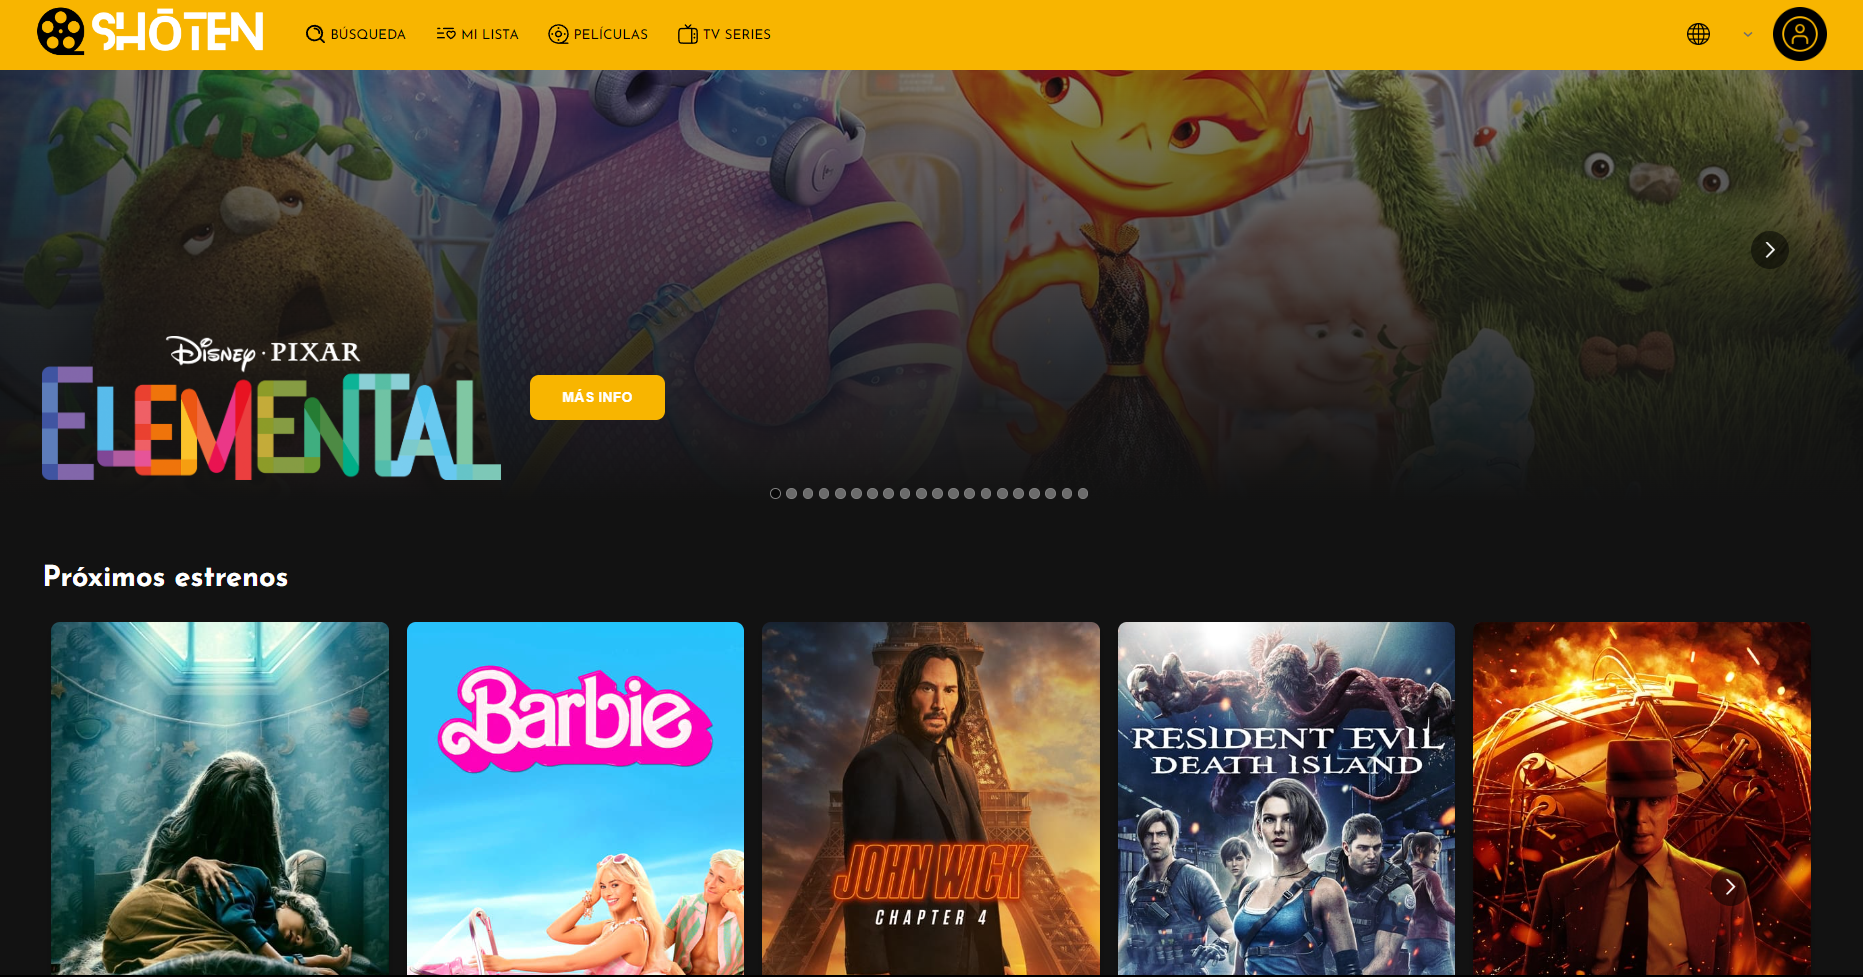 SHŌTEN
BÚSQUEDA
MI LISTA
PELÍCULAS
TV SERIES
DISNEY · PIXAR
ELEMENTAL
MÁS INFO
Próximos estrenos
Barbie
JOHN WICK
CHAPTER 4
RESIDENT EVIL
DEATH ISLAND